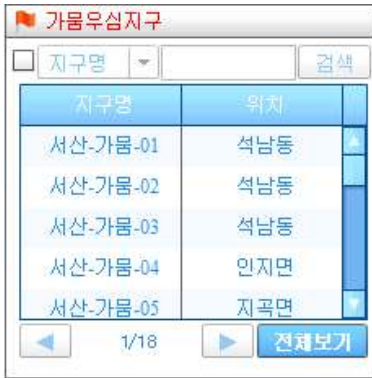 가뭄우심지구
지구명 검색
지구명 위치
서산-가뭄-01 석남동
서산-가뭄-02 석남동
서산-가뭄-03 석남동
서산-가뭄-04 인지면
서산-가뭄-05 지곡면
1/18 전체보기